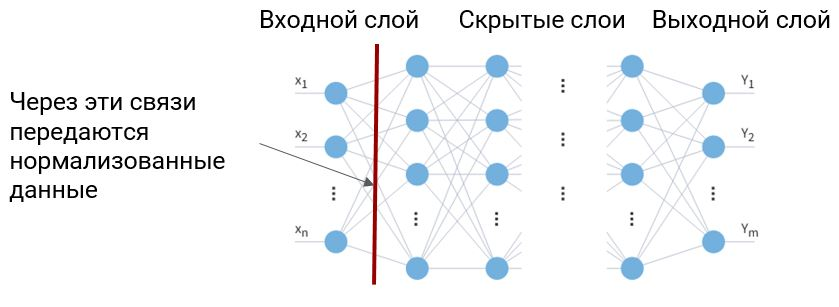 Входной слой
Скрытые слои
Выходной слой
Через эти связи
передаются
нормализованные
данные
x1
x2
xn
Y1
Y2
Ym